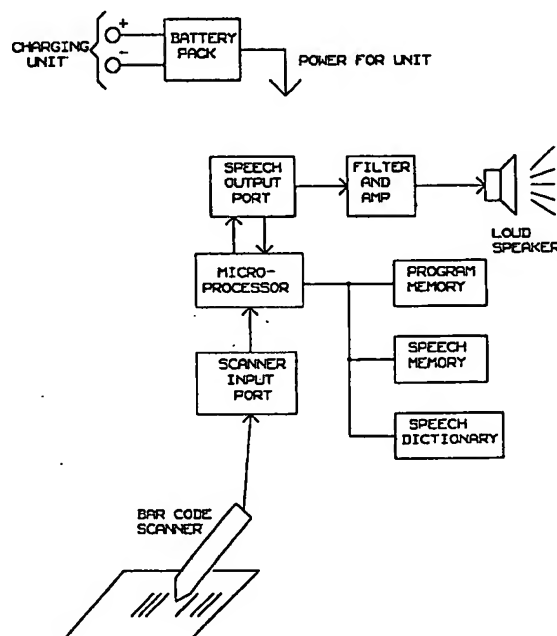 CHARGING
UNIT
+
-
BATTERY
PACK
POWER FOR UNIT
SPEECH
OUTPUT
PORT
FILTER
AND
AMP
LOUD
SPEAKER
MICRO-
PROCESSOR
PROGRAM
MEMORY
SCANNER
INPUT
PORT
SPEECH
MEMORY
SPEECH
DICTIONARY
BAR CODE
SCANNER